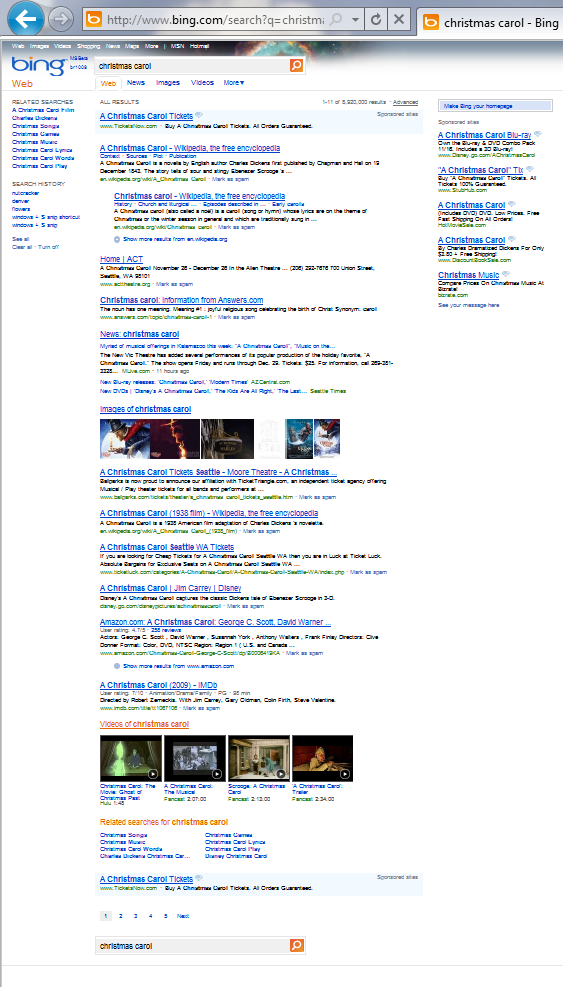 http://www.bing.com/search?q=christma
christmas carol - Bing
Web Images Videos Shopping News Maps More | MSN Hotmail
bing
MSBeta
christmas carol
Web
Web News Images Videos More▾
RELATED SEARCHES
A Christmas Carol Film
Charles Dickens
Christmas Songs
Christmas Games
Christmas Music
Christmas Carol Lyrics
Christmas Carol Words
Christmas Carol Play
SEARCH HISTORY
nutcracker
denver
flowers
windows + S snip shortcut
windows + S snip
See all
Clear all · Turn off
ALL RESULTS
1-11 of 5,920,000 results · Advanced
A Christmas Carol Tickets
Sponsored sites
www.TicketsNow.com · Buy A Christmas Carol Tickets. All Orders Guaranteed.
A Christmas Carol - Wikipedia, the free encyclopedia
Context · Sources · Plot · Publication
A Christmas Carol is a novella by English author Charles Dickens first published by Chapman and Hall on 19
December 1843. The story tells of sour and stingy Ebenezer Scrooge's ...
en.wikipedia.org/wiki/A_Christmas_Carol · Mark as spam
Christmas carol - Wikipedia, the free encyclopedia
History · Church and liturgical ... · Episodes described in ... · Early carols
A Christmas carol (also called a noël) is a carol (song or hymn) whose lyrics are on the theme of
Christmas or the winter season in general and which are traditionally sung in ...
en.wikipedia.org/wiki/Christmas_carol · Mark as spam
Show more results from en.wikipedia.org
Home | ACT
A Christmas Carol November 26 - December 26 in the Allen Theatre ... (206) 292-7676 700 Union Street,
Seattle, WA 98101
www.acttheatre.org · Mark as spam
Christmas carol: Information from Answers.com
The noun has one meaning: Meaning #1 : joyful religious song celebrating the birth of Christ Synonym: carol
www.answers.com/topic/christmas-carol-1 · Mark as spam
News: christmas carol
Myriad of musical offerings in Kalamazoo this week: "A Christmas Carol", "Music on the...
The New Vic Theatre has added several performances of its popular production of the holiday favorite, "A
Christmas Carol." The show opens Friday and runs through Dec. 29. Tickets: $25. For information, call 269-381-
3328... MLive.com · 11 hours ago
New Blu-ray releases: 'Christmas Carol,' 'Modern Times' AZCentral.com
New DVDs | 'Disney's A Christmas Carol,' 'The Kids Are All Right,' 'The Last... Seattle Times
Images of christmas carol
A Christmas Carol Tickets Seattle - Moore Theatre - A Christmas ...
Ballparks is now proud to announce our affiliation with TicketTriangle.com, an independent ticket agency offering
Musical / Play theater tickets for all bands and performers at ...
www.ballparks.com/tickets/theater/a_christmas_carol_tickets_seattle.htm · Mark as spam
A Christmas Carol (1938 film) - Wikipedia, the free encyclopedia
A Christmas Carol is a 1938 American film adaptation of Charles Dickens's novelette.
en.wikipedia.org/wiki/A_Christmas_Carol_(1938_film) · Mark as spam
A Christmas Carol Seattle WA Tickets
If you are looking for Cheap Tickets for A Christmas Carol Seattle WA then you are in Luck at Ticket Luck.
Absolute Bargains for Exclusive Seats on A Christmas Carol Seattle WA ...
www.ticketluck.com/categories/A-Christmas-Carol/A-Christmas-Carol-Seattle-WA/index.php · Mark as spam
A Christmas Carol | Jim Carrey | Disney
Disney's A Christmas Carol captures the classic Dickens tale of Ebenezer Scrooge in 3-D.
disney.go.com/disneypictures/achristmascarol · Mark as spam
Amazon.com: A Christmas Carol: George C. Scott, David Warner ...
User rating: 4.7/5 · 255 reviews
Actors: George C. Scott , David Warner , Susannah York , Anthony Walters , Frank Finlay Directors: Clive
Donner Format: Color, DVD, NTSC Region: Region 1 ( U.S. and Canada ...
Show more results from www.amazon.com
A Christmas Carol (2009) - IMDb
User rating: 7/10 · Animation/Drama/Family · PG · 96 min
Directed by Robert Zemeckis. With Jim Carrey, Gary Oldman, Colin Firth, Steve Valentine.
www.imdb.com/title/tt1067106 · Mark as spam
Videos of christmas carol
Christmas Carol: The
Movie: Ghost of
Christmas Past
Hulu 1:48
A Christmas Carol:
The Musical
Fancast 2:07:00
Scrooge: A Christmas
Carol
Fancast 2:13:00
'A Christmas Carol':
Trailer
Fancast 2:34:00
Related searches for christmas carol
Christmas Songs
Christmas Music
Christmas Carol Words
Charles Dickens Christmas Car...
Christmas Games
Christmas Carol Lyrics
Christmas Carol Play
Disney Christmas Carol
A Christmas Carol Tickets
Sponsored sites
www.TicketsNow.com · Buy A Christmas Carol Tickets. All Orders Guaranteed.
1 2 3 4 5 Next
christmas carol
Make Bing your homepage
Sponsored sites
A Christmas Carol Blu-ray
Own the Blu-ray & DVD Combo Pack
11/16. Includes a 3D Blu-ray!
www.Disney.go.com/AChristmasCarol
"A Christmas Carol" Tix
Buy "A Christmas Carol" Tickets. All
Tickets 100% Guaranteed.
www.StubHub.com
A Christmas Carol
(Includes DVD) DVD. Low Prices. Free
Fast Shipping On All Orders!
HotMovieSale.com
A Christmas Carol
By Charles Dickens For Only
$2.80 + Free Shipping!
www.DiscountBookSale.com
Christmas Music
Compare Prices On Christmas Music At
Bizrate!
bizrate.com
See your message here